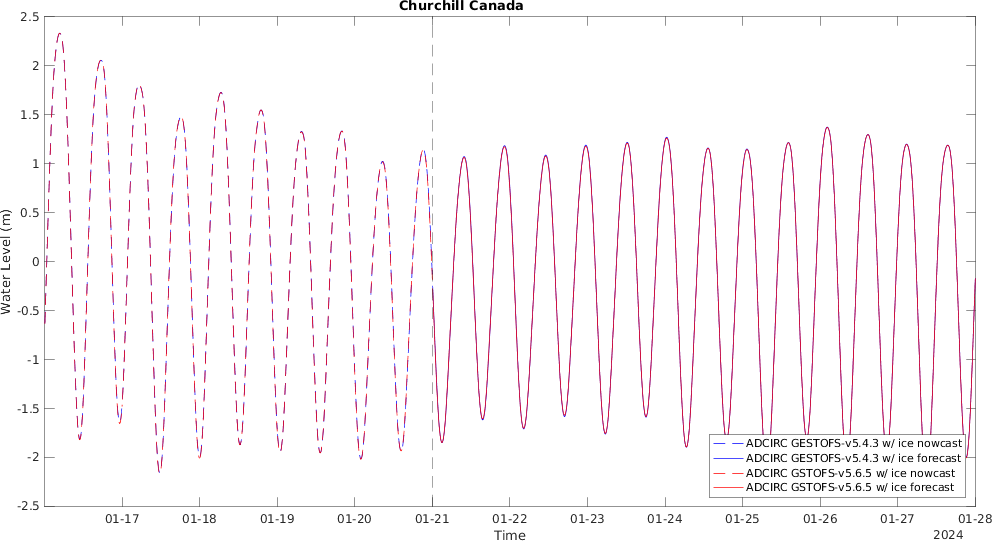 Churchill Canada
2.5
2
1.5
1
0.5
0
-0.5
-1
-1.5
-2
-2.5
Water Level (m)
ADCIRC GESTOFS-v5.4.3 w/ ice nowcast
ADCIRC GESTOFS-v5.4.3 w/ ice forecast
ADCIRC GSTOFS-v5.6.5 w/ ice nowcast
ADCIRC GSTOFS-v5.6.5 w/ ice forecast
01-17 01-18 01-19 01-20 01-21 01-22 01-23 01-24 01-25 01-26 01-27 01-28
Time
2024